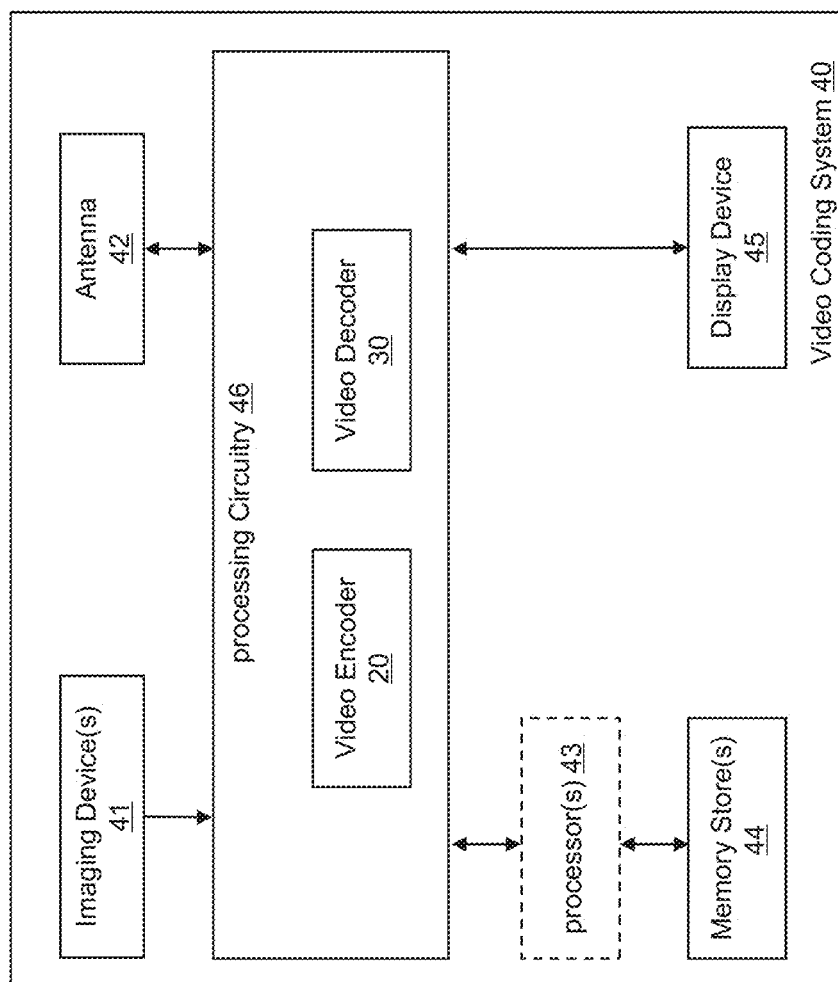 Imaging Device(s)
41
Antenna
42
processing Circuitry 46
Video Encoder
20
Video Decoder
30
processor(s) 43
Memory Store(s)
44
Display Device
45
Video Coding System 40